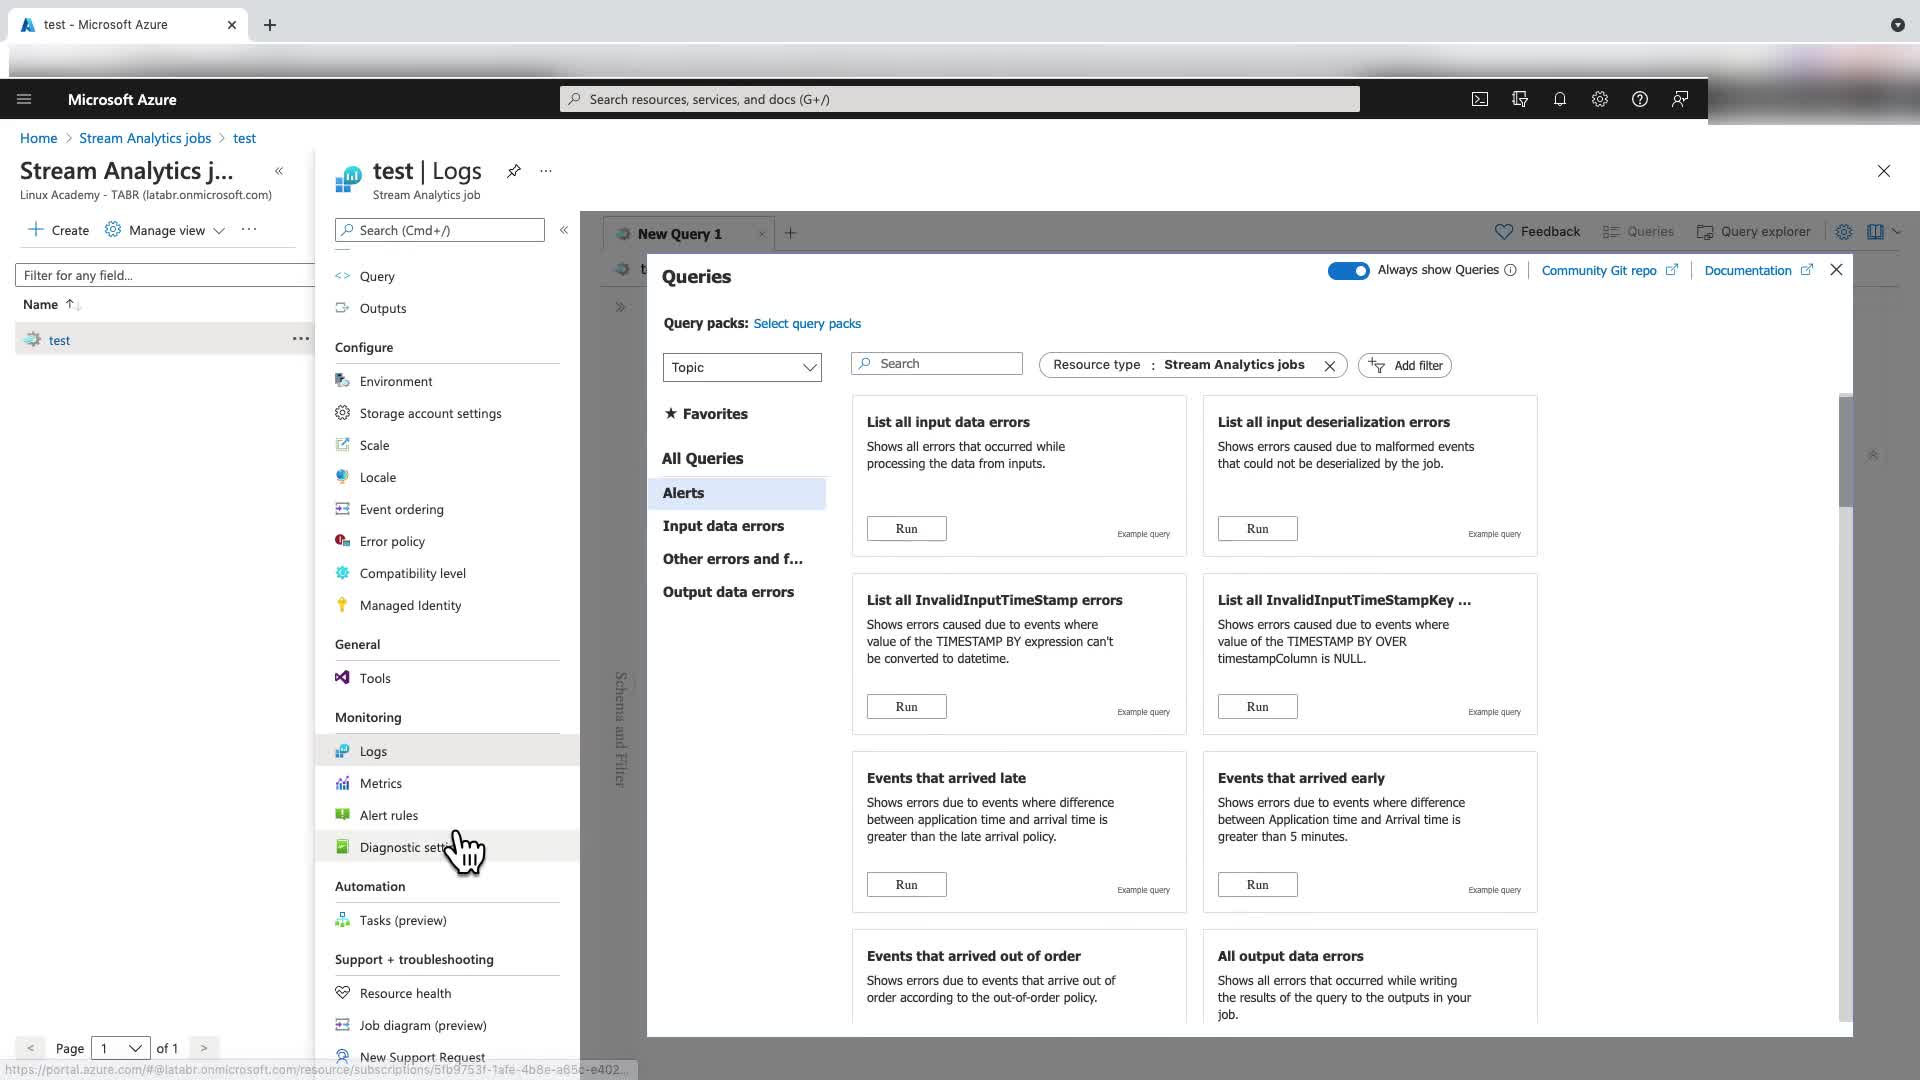 test - Microsoft Azure
Microsoft Azure
Search resources, services, and docs (G+/)
Home > Stream Analytics jobs > test
Stream Analytics j...
Linux Academy - TABR (latabr.onmicrosoft.com)
Create
Manage view
Filter for any field...
Name
test
Page 1 of 1
test | Logs
Stream Analytics job
Search (Cmd+/)
Query
Outputs
Configure
Environment
Storage account settings
Scale
Locale
Event ordering
Error policy
Compatibility level
Managed Identity
General
Tools
Monitoring
Logs
Metrics
Alert rules
Diagnostic
Automation
Tasks (preview)
Support + troubleshooting
Resource health
Job diagram (preview)
New Support Request
New Query 1
Feedback
Queries
Query explorer
Schema and Filter
Queries
Always show Queries
Community Git repo
Documentation
Query packs: Select query packs
Topic
Search
Resource type : Stream Analytics jobs
Add filter
Favorites
All Queries
Alerts
Input data errors
Other errors and f...
Output data errors
List all input data errors
Shows all errors that occurred while
processing the data from inputs.
Run
Example query
List all input deserialization errors
Shows errors caused due to malformed events
that could not be deserialized by the job.
Run
Example query
List all InvalidInputTimeStamp errors
Shows errors caused due to events where
value of the TIMESTAMP BY expression can't
be converted to datetime.
Run
Example query
List all InvalidInputTimeStampKey ...
Shows errors caused due to events where
value of the TIMESTAMP BY OVER
timestampColumn is NULL.
Run
Example query
Events that arrived late
Shows errors due to events where difference
between application time and arrival time is
greater than the late arrival policy.
Run
Example query
Events that arrived early
Shows errors due to events where difference
between Application time and Arrival time is
greater than 5 minutes.
Run
Example query
Events that arrived out of order
Shows errors due to events that arrive out of
order according to the out-of-order policy.
All output data errors
Shows all errors that occurred while writing
the results of the query to the outputs in your
job.
https://portal.azure.com/#@latabr.onmicrosoft.com/resource/subscriptions/5fb9753f-1afe-4b8e-a65c-e402...